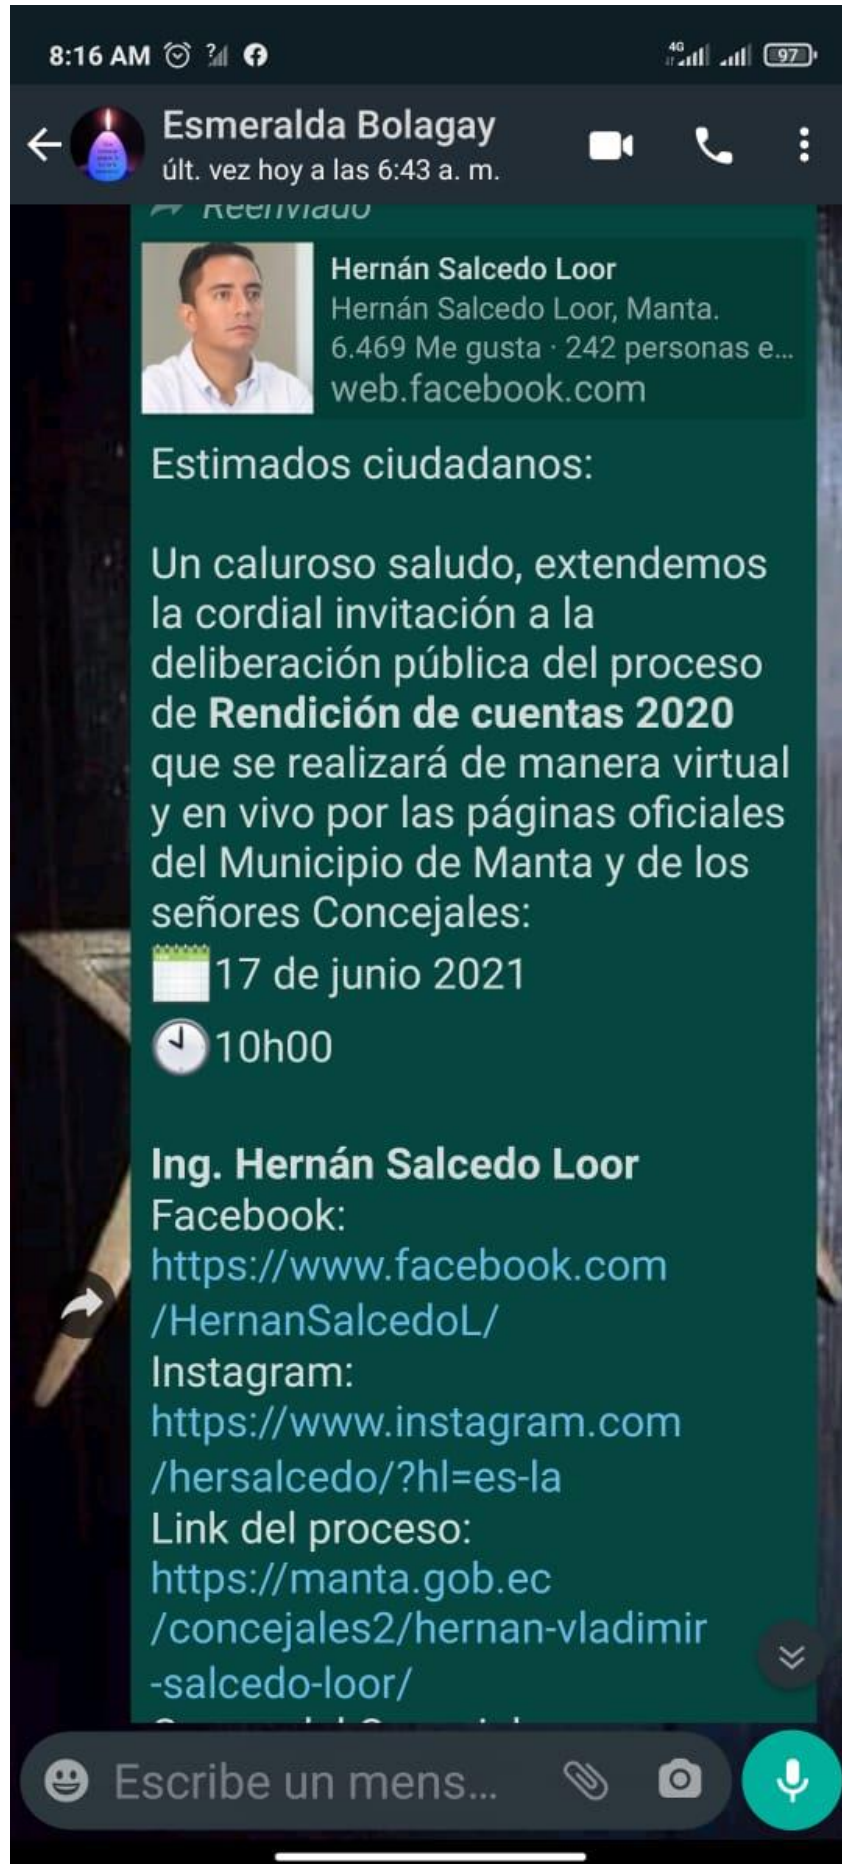 8:16 AM
4G
97
Esmeralda Bolagay
últ. vez hoy a las 6:43 a. m.
Reenviado
Hernán Salcedo Loor
Hernán Salcedo Loor, Manta.
6.469 Me gusta · 242 personas e...
web.facebook.com
Estimados ciudadanos:
Un caluroso saludo, extendemos
la cordial invitación a la
deliberación pública del proceso
de Rendición de cuentas 2020
que se realizará de manera virtual
y en vivo por las páginas oficiales
del Municipio de Manta y de los
señores Concejales:
17 de junio 2021
10h00
Ing. Hernán Salcedo Loor
Facebook:
https://www.facebook.com
/HernanSalcedoL/
Instagram:
https://www.instagram.com
/hersalcedo/?hl=es-la
Link del proceso:
https://manta.gob.ec
/concejales2/hernan-vladimir
-salcedo-loor/
Escribe un mens...